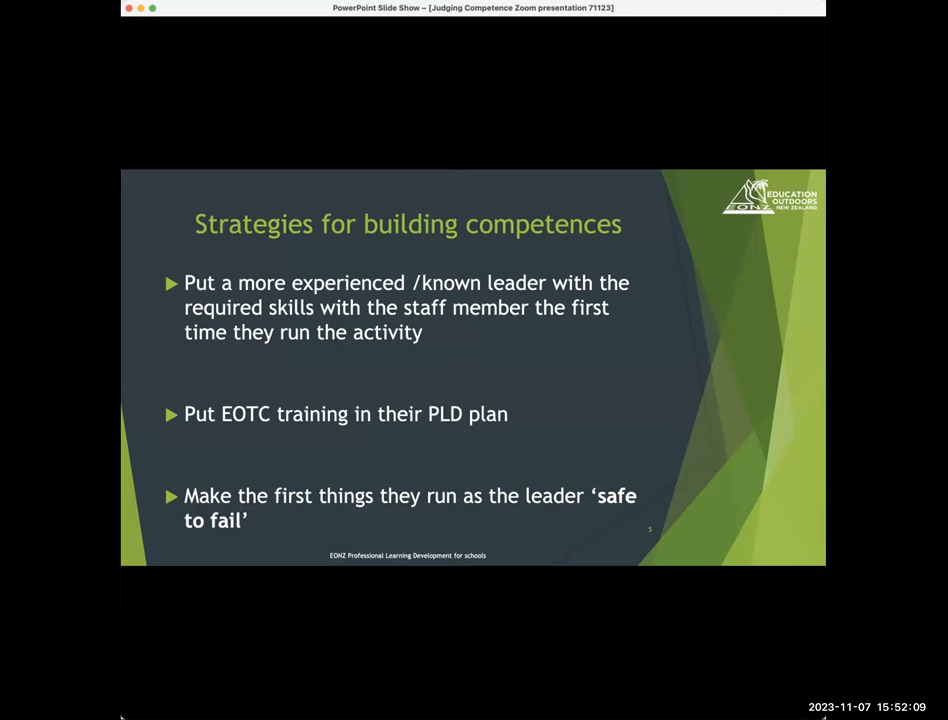 PowerPoint Slide Show – [Judging Competence Zoom presentation 71123]
EDUCATION
OUTDOORS
NEW ZEALAND
EONZ
Strategies for building competences
Put a more experienced /known leader with the
required skills with the staff member the first
time they run the activity
Put EOTC training in their PLD plan
Make the first things they run as the leader ‘safe
to fail’
5
EONZ Professional Learning Development for schools
2023-11-07 15:52:09